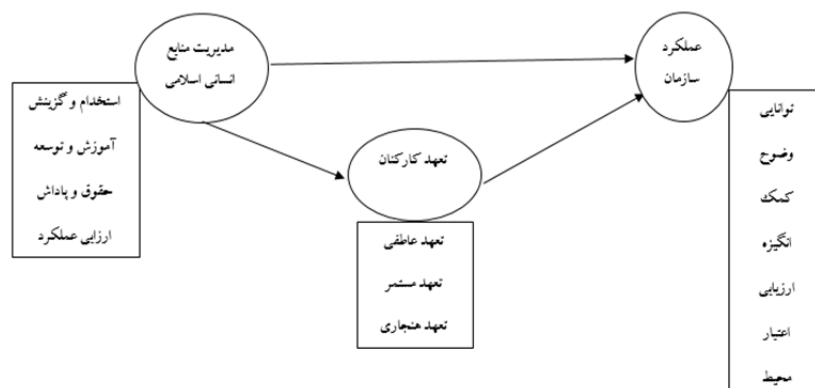 مدیریت منابع
انسانی اسلامی
عملکرد
سازمان
استخدام و گزینش
آموزش و توسعه
حقوق و پاداش
ارزابی عملکرد
تعهد کارکنان
تعهد عاطفی
تعهد مستمر
تعهد هنجاری
توانایی
وضوح
کمک
انگیزه
ارزیابی
اعتبار
محیط